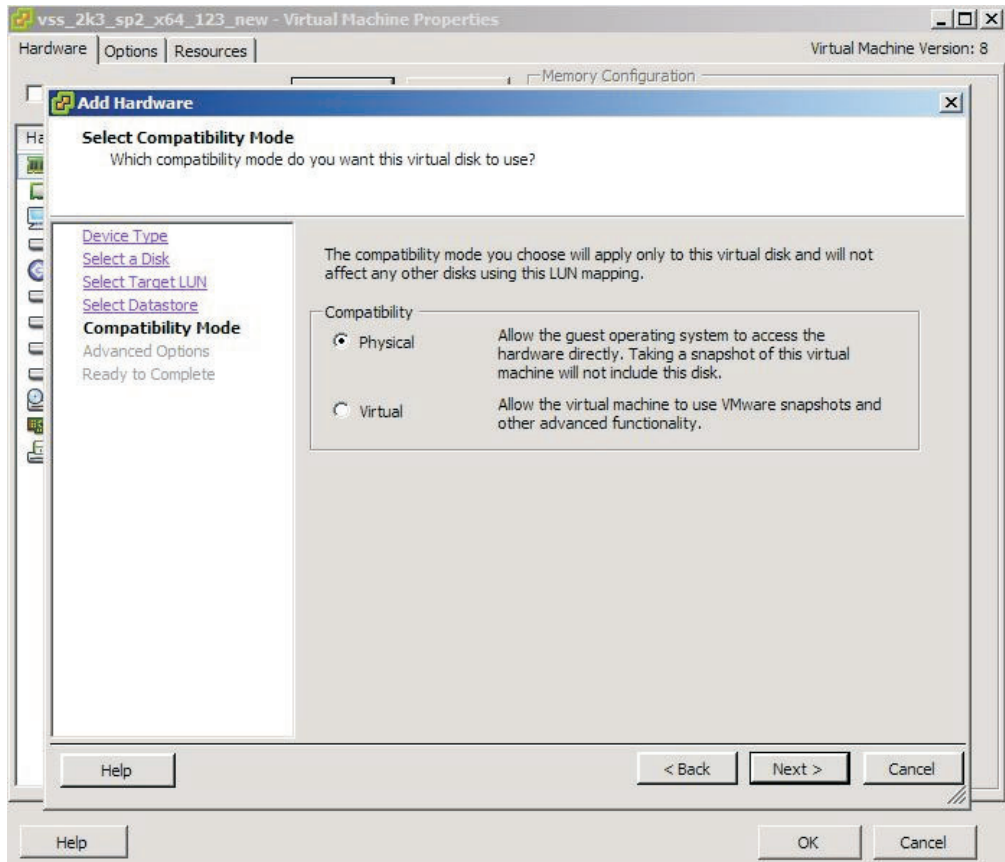 vss_2k3_sp2_x64_123_new - Virtual Machine Properties
Hardware Options Resources
Virtual Machine Version: 8
Memory Configuration
Add Hardware
Ha
Select Compatibility Mode
Which compatibility mode do you want this virtual disk to use?
Device Type
Select a Disk
Select Target LUN
Select Datastore
Compatibility Mode
Advanced Options
Ready to Complete
The compatibility mode you choose will apply only to this virtual disk and will not
affect any other disks using this LUN mapping.
Compatibility
Physical
Allow the guest operating system to access the
hardware directly. Taking a snapshot of this virtual
machine will not include this disk.
Virtual
Allow the virtual machine to use VMware snapshots and
other advanced functionality.
Help
< Back
Next >
Cancel
Help
OK
Cancel